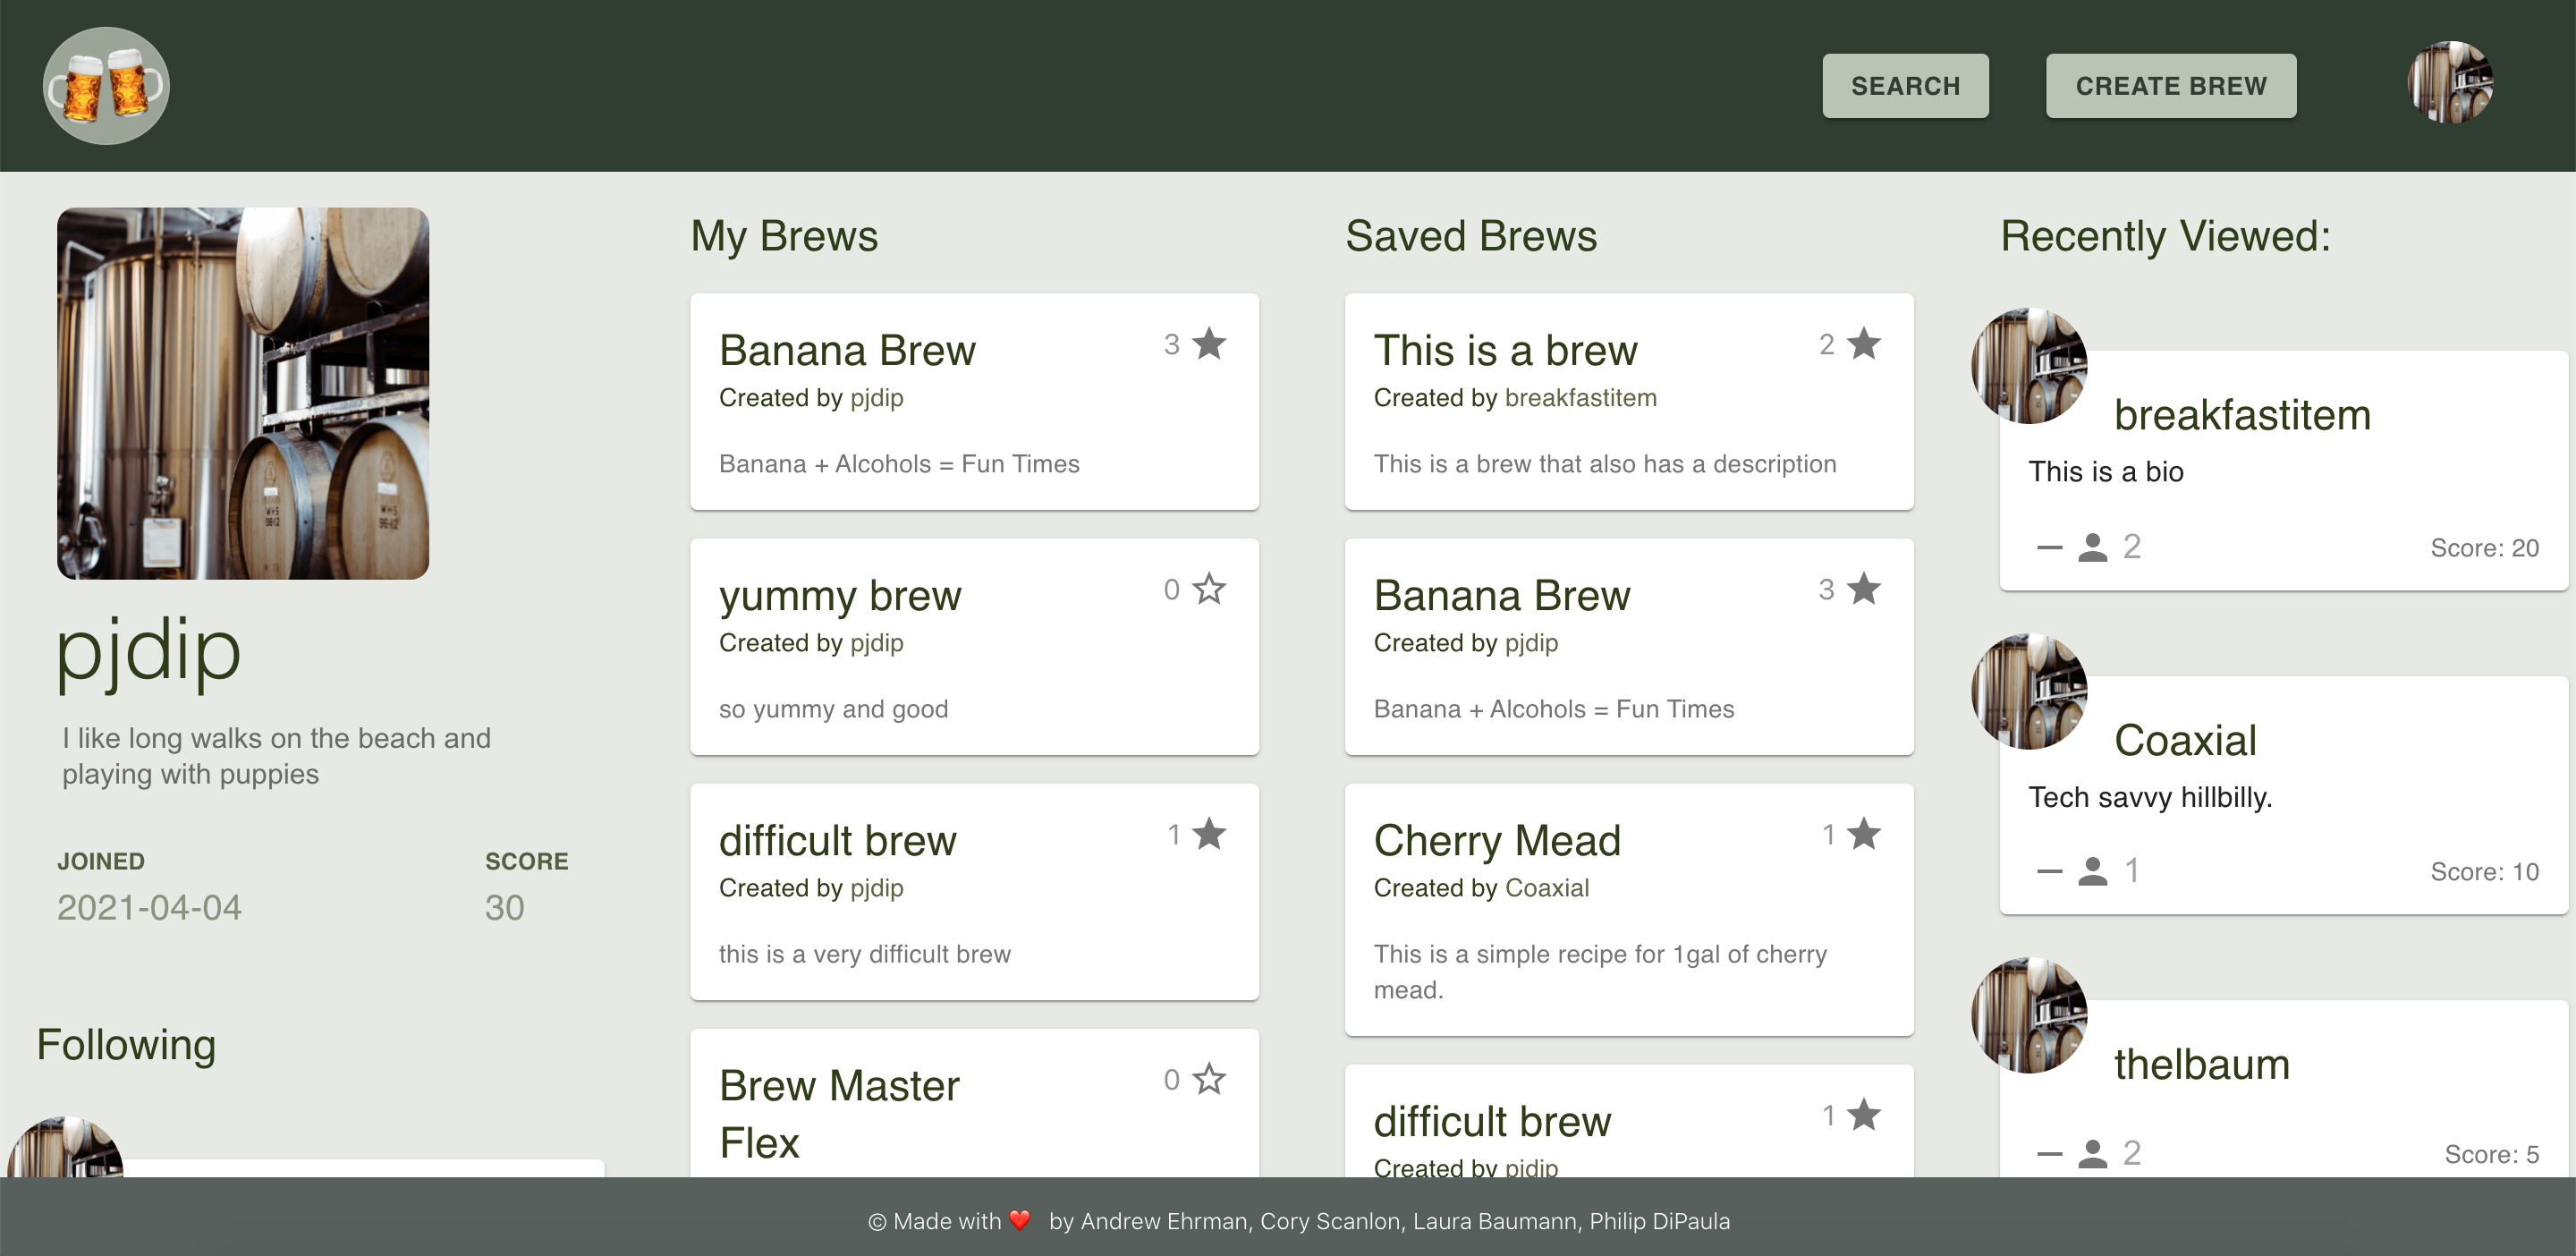 SEARCH
CREATE BREW
pjdip
I like long walks on the beach and
playing with puppies
JOINED
SCORE
2021-04-04
30
Following
My Brews
Banana Brew
3
Created by pjdip
Banana + Alcohols = Fun Times
yummy brew
0
Created by pjdip
so yummy and good
difficult brew
1
Created by pjdip
this is a very difficult brew
Brew Master
Flex
0
Saved Brews
This is a brew
2
Created by breakfastitem
This is a brew that also has a description
Banana Brew
3
Created by pjdip
Banana + Alcohols = Fun Times
Cherry Mead
1
Created by Coaxial
This is a simple recipe for 1gal of cherry
mead.
difficult brew
1
Created by pjdip
Recently Viewed:
breakfastitem
This is a bio
2
Score: 20
Coaxial
Tech savvy hillbilly.
1
Score: 10
thelbaum
2
Score: 5
© Made with ❤️ by Andrew Ehrman, Cory Scanlon, Laura Baumann, Philip DiPaula